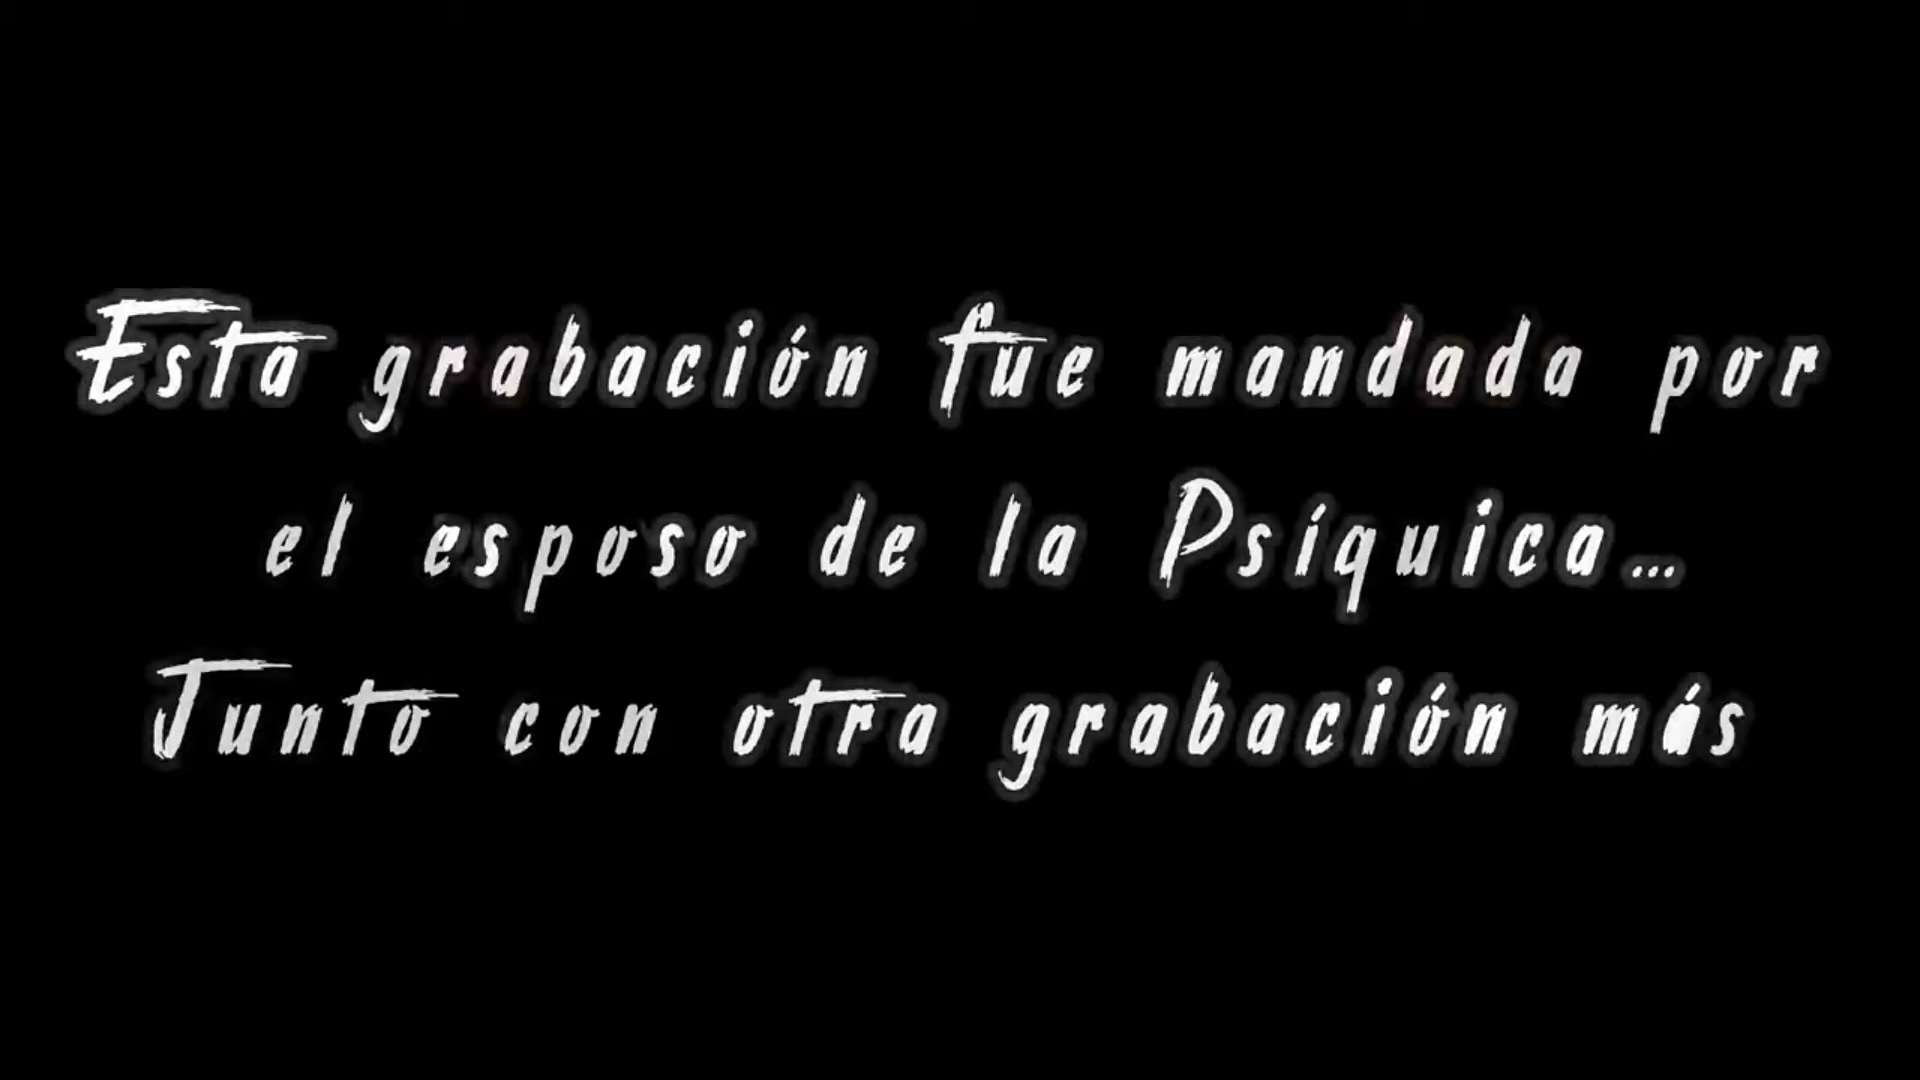 Esta grabación fue mandada por
el esposo de la Psíquica...
Junto con otra grabación más